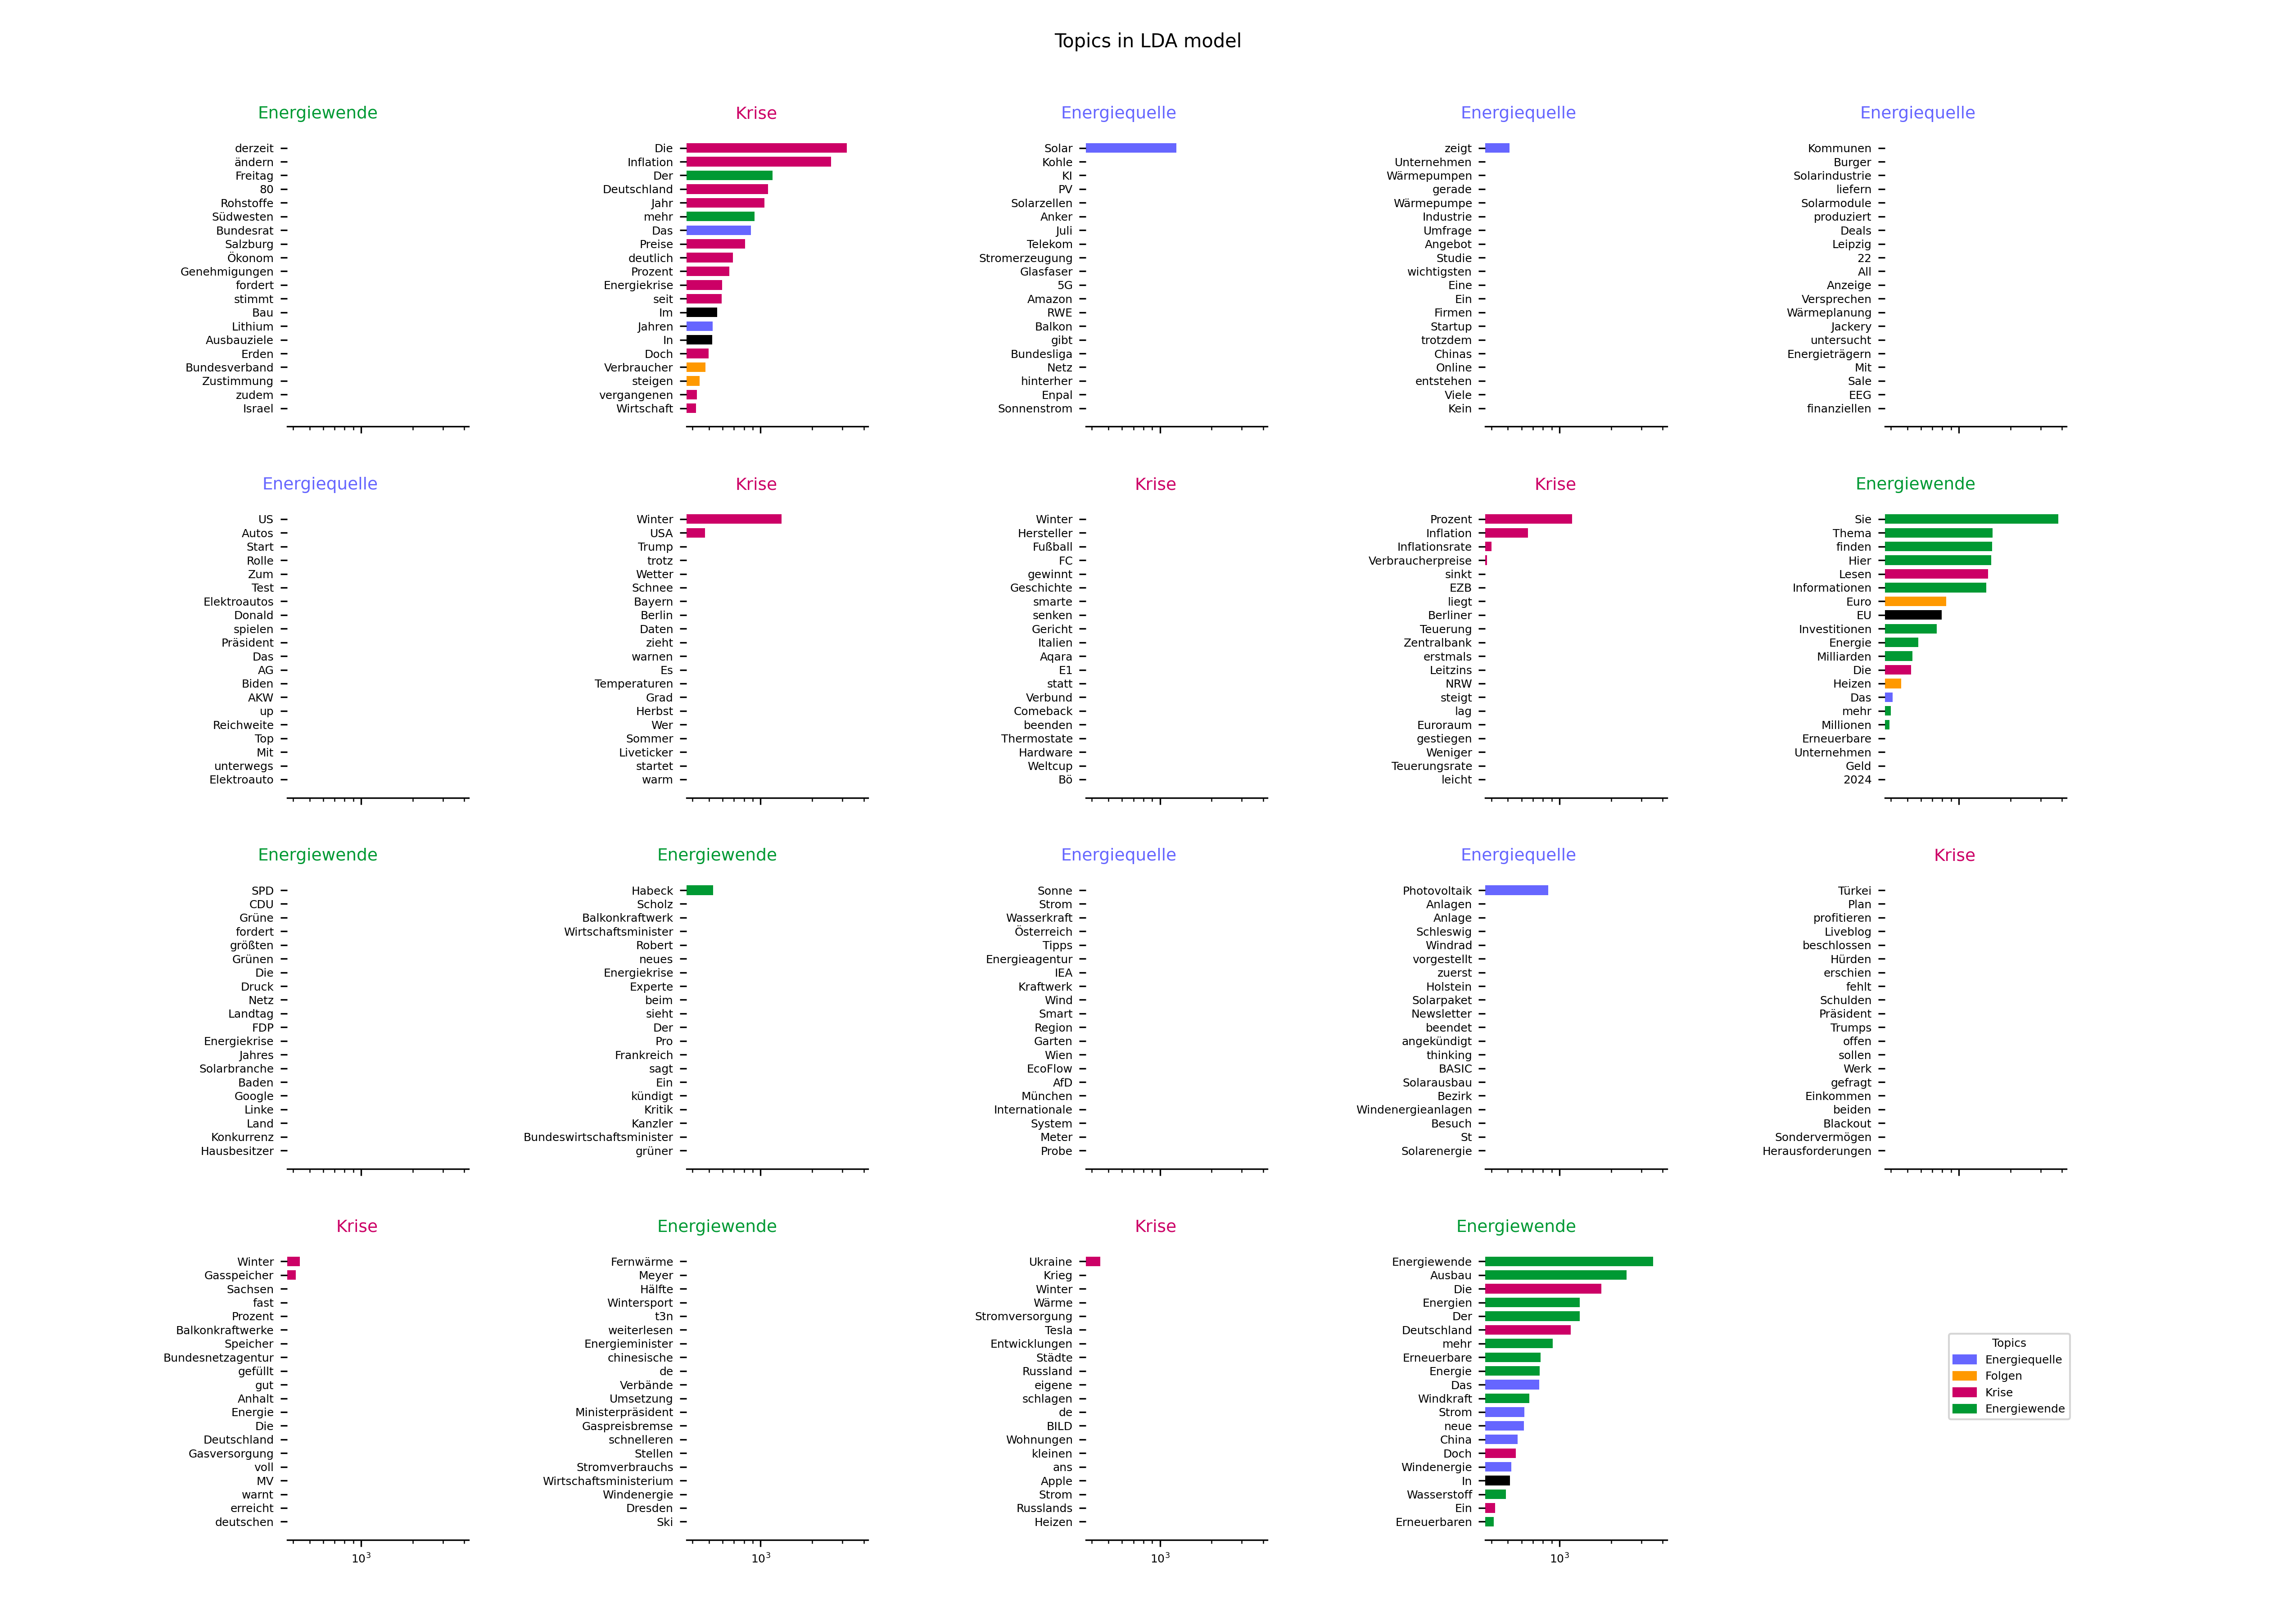 Topics in LDA model
Energiewende
derzeit
ändern
Freitag
80
Rohstoffe
Südwesten
Bundesrat
Salzburg
Ökonom
Genehmigungen
fordert
stimmt
Bau
Lithium
Ausbauziele
Erden
Bundesverband
Zustimmung
zudem
Israel
Krise
Die
Inflation
Der
Deutschland
Jahr
mehr
Das
Preise
deutlich
Prozent
Energiekrise
seit
Im
Jahren
In
Doch
Verbraucher
steigen
vergangenen
Wirtschaft
Energiequelle
Solar
Kohle
KI
PV
Solarzellen
Anker
Juli
Telekom
Stromerzeugung
Glasfaser
5G
Amazon
RWE
Balkon
gibt
Bundesliga
Netz
hinterher
Enpal
Sonnenstrom
Energiequelle
zeigt
Unternehmen
Wärmepumpen
gerade
Wärmepumpe
Industrie
Umfrage
Angebot
Studie
wichtigsten
Eine
Ein
Firmen
Startup
trotzdem
Chinas
Online
entstehen
Viele
Kein
Energiequelle
Kommunen
Burger
Solarindustrie
liefern
Solarmodule
produziert
Deals
Leipzig
22
All
Anzeige
Versprechen
Wärmeplanung
Jackery
untersucht
Energieträgern
Mit
Sale
EEG
finanziellen
Energiequelle
US
Autos
Start
Rolle
Zum
Test
Elektroautos
Donald
spielen
Präsident
Das
AG
Biden
AKW
up
Reichweite
Top
Mit
unterwegs
Elektroauto
Krise
Winter
USA
Trump
trotz
Wetter
Schnee
Bayern
Berlin
Daten
zieht
warnen
Es
Temperaturen
Grad
Herbst
Wer
Sommer
Liveticker
startet
warm
Krise
Winter
Hersteller
Fußball
FC
gewinnt
Geschichte
smarte
senken
Gericht
Italien
Aqara
E1
statt
Verbund
Comeback
beenden
Thermostate
Hardware
Weltcup
Bö
Krise
Prozent
Inflation
Inflationsrate
Verbraucherpreise
sinkt
EZB
liegt
Berliner
Teuerung
Zentralbank
erstmals
Leitzins
NRW
steigt
lag
Euroraum
gestiegen
Weniger
Teuerungsrate
leicht
Energiewende
Sie
Thema
finden
Hier
Lesen
Informationen
Euro
EU
Investitionen
Energie
Milliarden
Die
Heizen
Das
mehr
Millionen
Erneuerbare
Unternehmen
Geld
2024
Energiewende
SPD
CDU
Grüne
fordert
größten
Grünen
Die
Druck
Netz
Landtag
FDP
Energiekrise
Jahres
Solarbranche
Baden
Google
Linke
Land
Konkurrenz
Hausbesitzer
Energiewende
Habeck
Scholz
Balkonkraftwerk
Wirtschaftsminister
Robert
neues
Energiekrise
Experte
beim
sieht
Der
Pro
Frankreich
sagt
Ein
kündigt
Kritik
Kanzler
Bundeswirtschaftsminister
grüner
Energiequelle
Sonne
Strom
Wasserkraft
Österreich
Tipps
Energieagentur
IEA
Kraftwerk
Wind
Smart
Region
Garten
Wien
EcoFlow
AfD
München
Internationale
System
Meter
Probe
Energiequelle
Photovoltaik
Anlagen
Anlage
Schleswig
Windrad
vorgestellt
zuerst
Holstein
Solarpaket
Newsletter
beendet
angekündigt
thinking
BASIC
Solarausbau
Bezirk
Windenergieanlagen
Besuch
St
Solarenergie
Krise
Türkei
Plan
profitieren
Liveblog
beschlossen
Hürden
erschien
fehlt
Schulden
Präsident
Trumps
offen
sollen
Werk
gefragt
Einkommen
beiden
Blackout
Sondervermögen
Herausforderungen
Krise
Winter
Gasspeicher
Sachsen
fast
Prozent
Balkonkraftwerke
Speicher
Bundesnetzagentur
gefüllt
gut
Anhalt
Energie
Die
Deutschland
Gasversorgung
voll
MV
warnt
erreicht
deutschen
10³
Energiewende
Fernwärme
Meyer
Hälfte
Wintersport
t3n
weiterlesen
Energieminister
chinesische
de
Verbände
Umsetzung
Ministerpräsident
Gaspreisbremse
schnelleren
Stellen
Stromverbrauchs
Wirtschaftsministerium
Windenergie
Dresden
Ski
10³
Krise
Ukraine
Krieg
Winter
Wärme
Stromversorgung
Tesla
Entwicklungen
Städte
Russland
eigene
schlagen
de
BILD
Wohnungen
kleinen
ans
Apple
Strom
Russlands
Heizen
10³
Energiewende
Energiewende
Ausbau
Die
Energien
Der
Deutschland
mehr
Erneuerbare
Energie
Das
Windkraft
Strom
neue
China
Doch
Windenergie
In
Wasserstoff
Ein
Erneuerbaren
10³
Topics
Energiequelle
Folgen
Krise
Energiewende